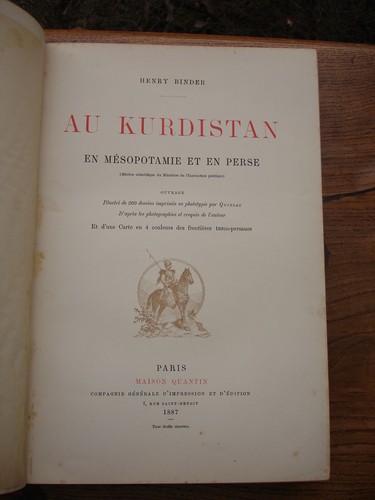 HENRY BINDER
AU KURDISTAN
EN MÉSOPOTAMIE ET EN PERSE
(Mission scientifique du Ministère de l'Instruction publique)
OUVRAGE
Illustré de 200 dessins imprimés en phototypie par QUINSAC
D'après les photographies et croquis de l'auteur
Et d'une Carte en 4 couleurs des frontières turco-persanes
PARIS
MAISON QUANTIN
COMPAGNIE GÉNÉRALE D'IMPRESSION ET D'ÉDITION
7, RUE SAINT-BENOIT
1887
Tous droits réservés.